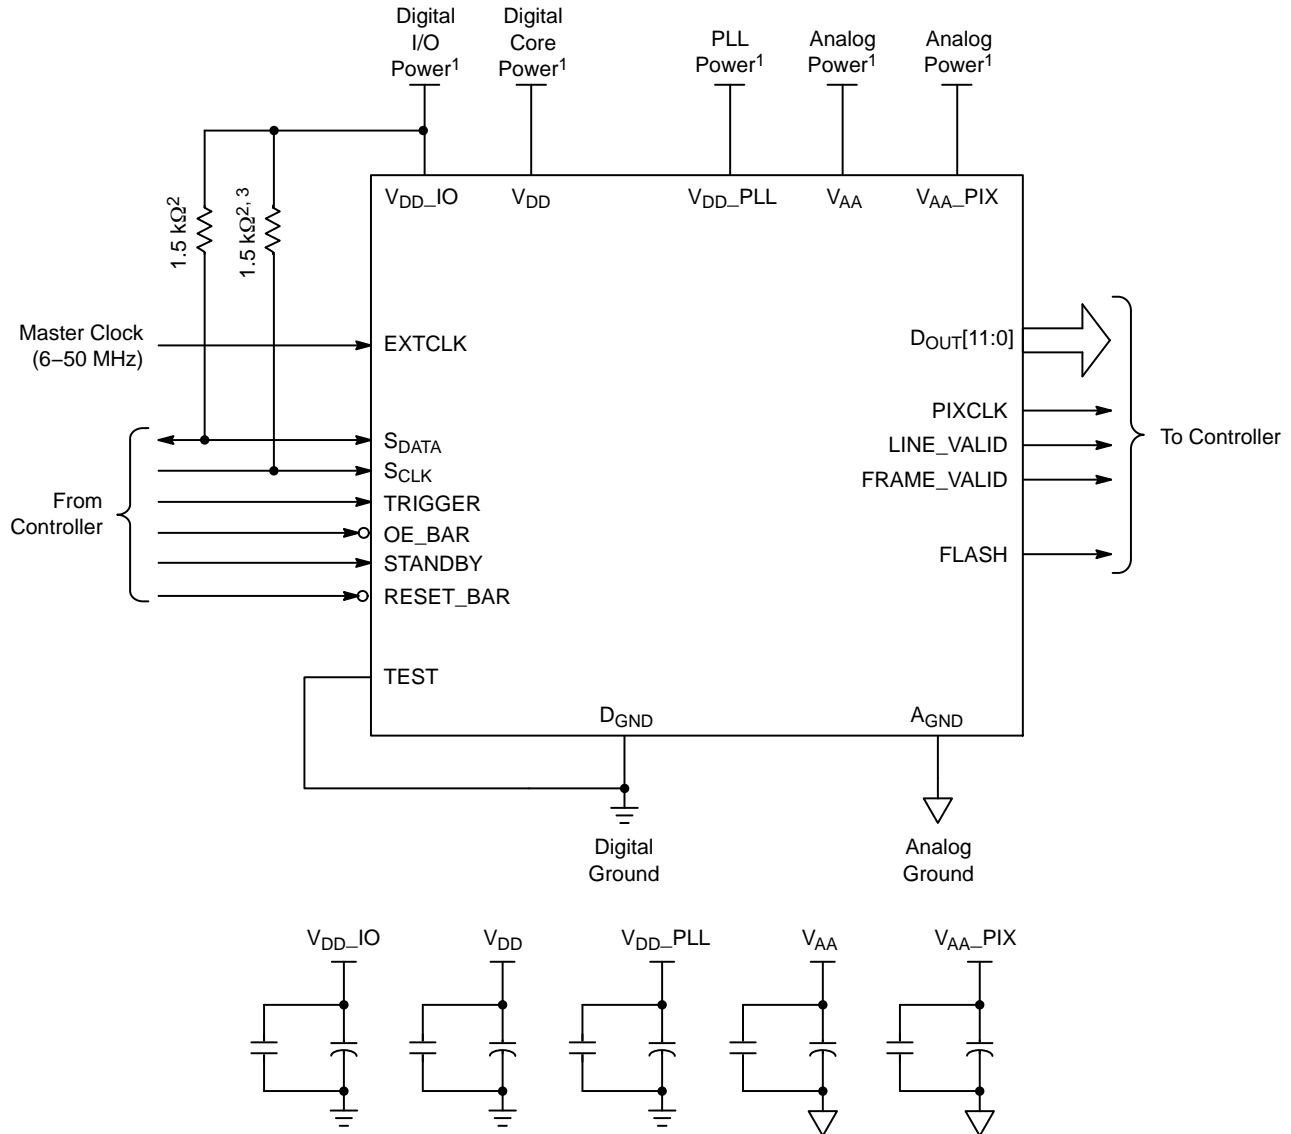 Digital
I/O
Power1
Digital
Core
Power1
PLL
Power1
Analog
Power1
Analog
Power1
VDD_IO
VDD
VDD_PLL
VAA
VAA_PIX
1.5 kΩ2
1.5 kΩ2, 3
Master Clock
(6–50 MHz)
EXTCLK
DOUT[11:0]
PIXCLK
LINE_VALID
FRAME_VALID
FLASH
To Controller
From
Controller
SDATA
SCLK
TRIGGER
OE_BAR
STANDBY
RESET_BAR
TEST
DGND
AGND
Digital
Ground
Analog
Ground
VDD_IO
VDD
VDD_PLL
VAA
VAA_PIX